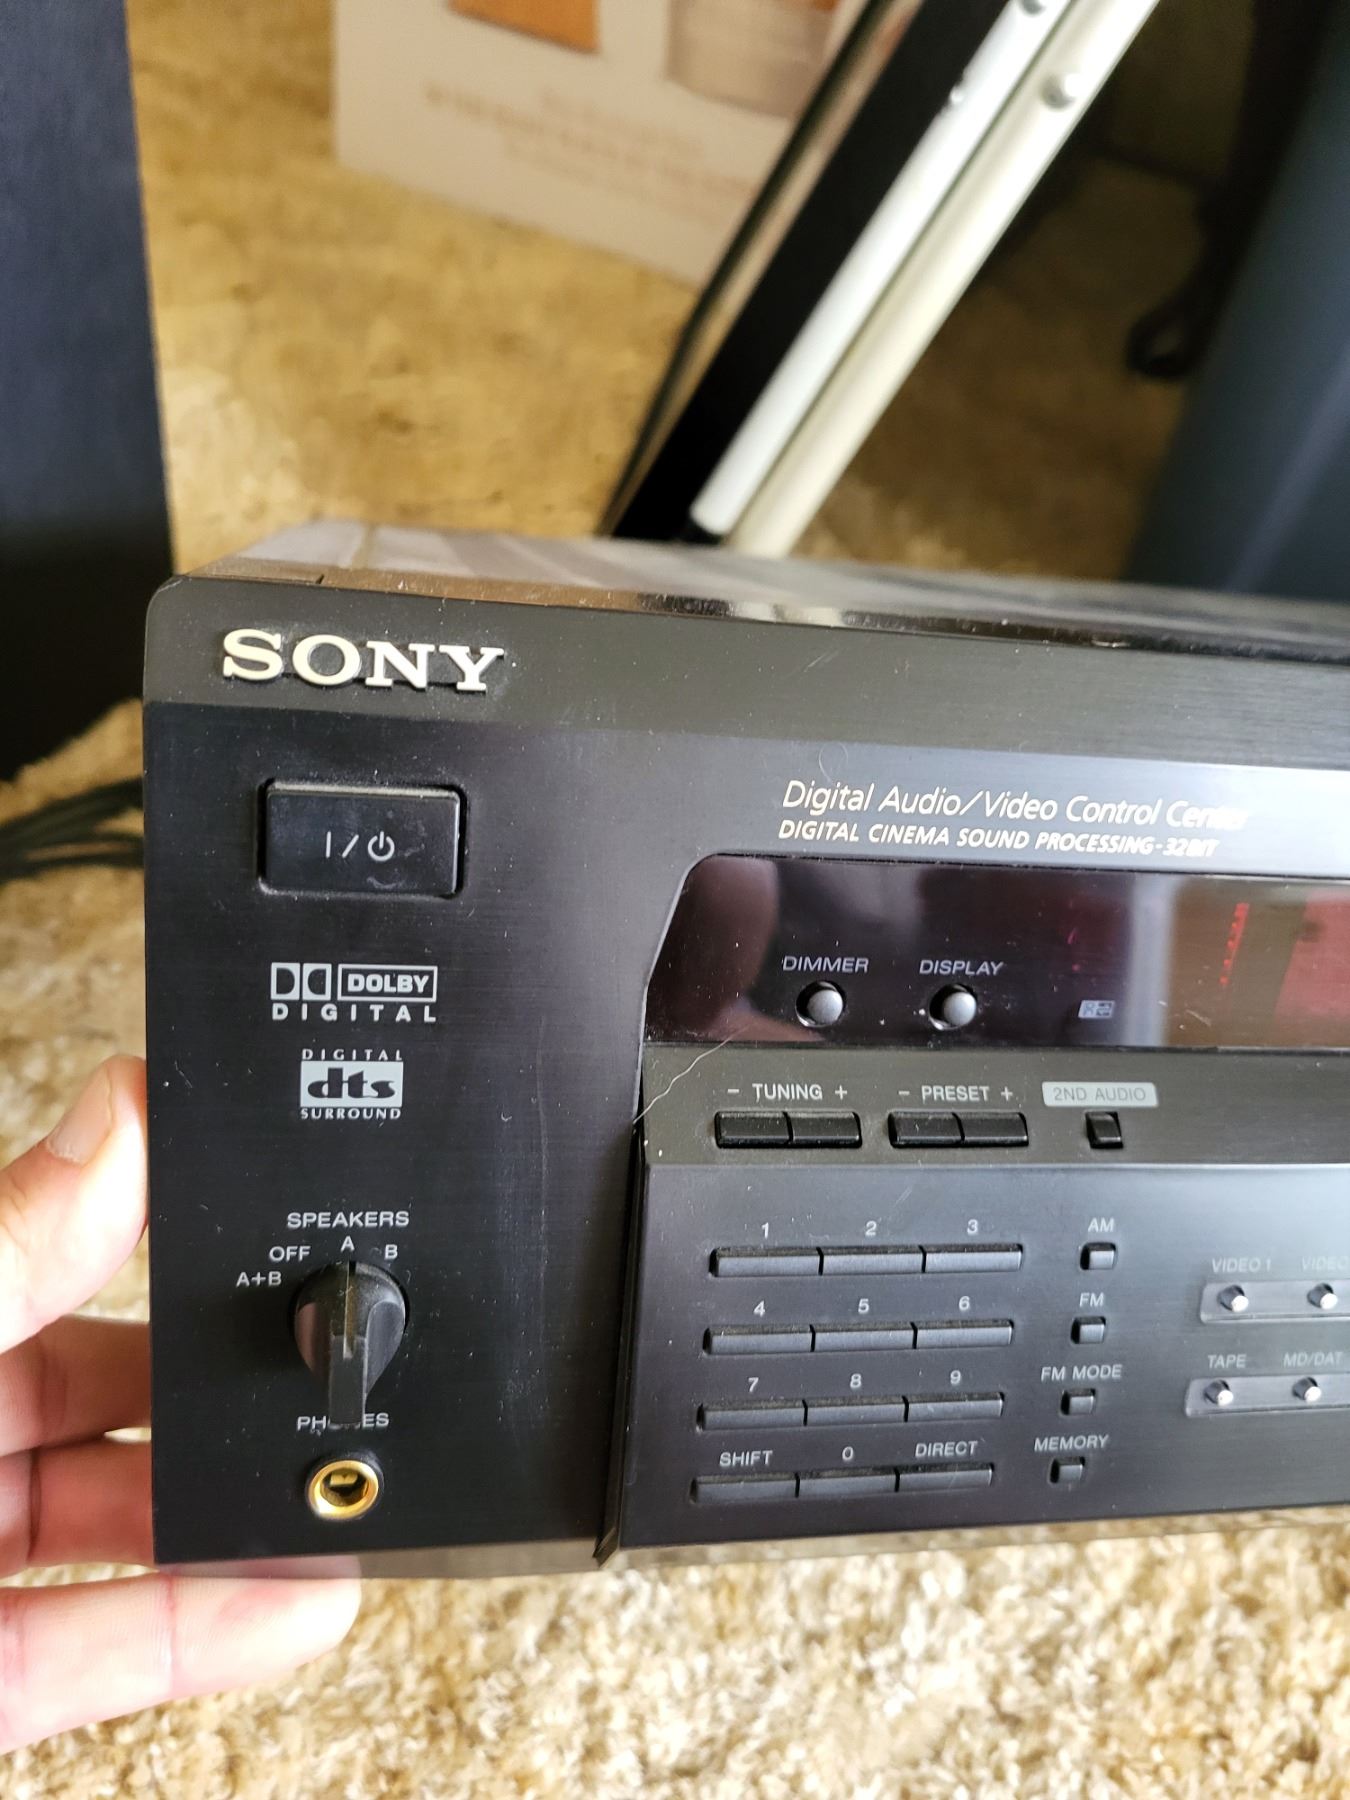 SONY
I / ⏻
Digital Audio/Video Control Center
DIGITAL CINEMA SOUND PROCESSING-32BIT
DOLBY
DIGITAL
DIMMER DISPLAY
DIGITAL
dts
SURROUND
- TUNING + - PRESET + 2ND AUDIO
SPEAKERS
OFF A B
A+B
1 2 3 AM
VIDEO 1 VIDEO
4 5 6 FM
7 8 9 FM MODE
TAPE MD/DAT
PHONES
SHIFT 0 DIRECT MEMORY